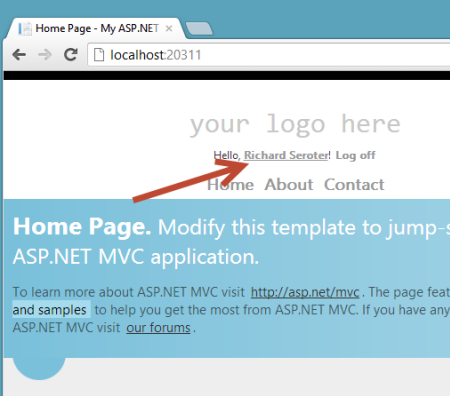 Home Page - My ASP.NET
localhost:20311
your logo here
Hello, Richard Seroter! Log off
Home About Contact
Home Page. Modify this template to jump-s
ASP.NET MVC application.
To learn more about ASP.NET MVC visit http://asp.net/mvc . The page feat
and samples to help you get the most from ASP.NET MVC. If you have any
ASP.NET MVC visit our forums .